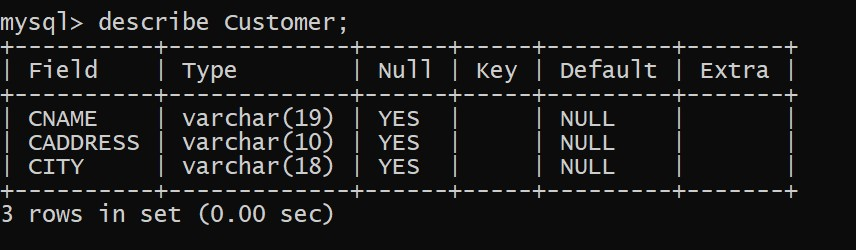 mysql> describe Customer;
+----------+-------------+------+-----+---------+-------+
| Field    | Type        | Null | Key | Default | Extra |
+----------+-------------+------+-----+---------+-------+
| CNAME    | varchar(19) | YES  |     | NULL    |       |
| CADDRESS | varchar(10) | YES  |     | NULL    |       |
| CITY     | varchar(18) | YES  |     | NULL    |       |
+----------+-------------+------+-----+---------+-------+
3 rows in set (0.00 sec)